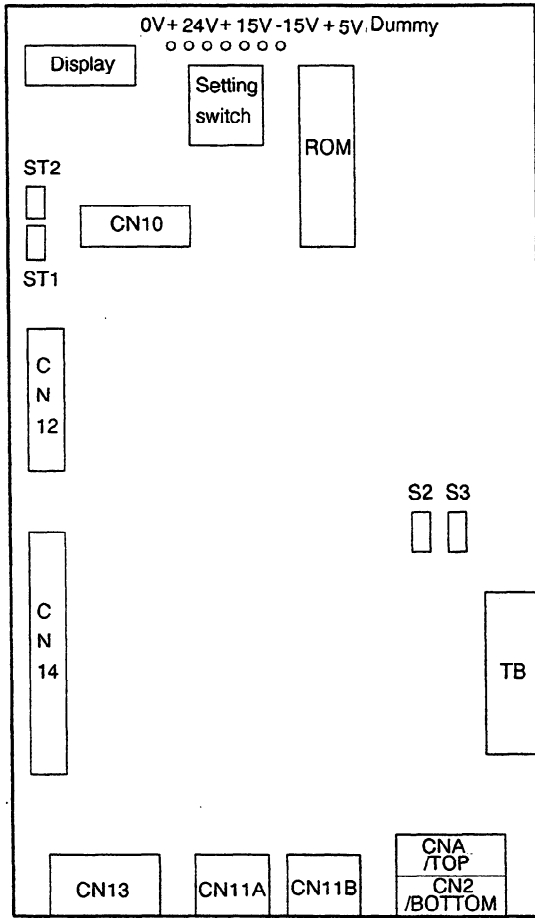 0V+ 24V+ 15V -15V + 5V Dummy
Display
Setting
switch
ROM
ST2
CN10
ST1
C
N
12
S2 S3
C
N
14
TB
CNA
/TOP
CN2
/BOTTOM
CN13
CN11A
CN11B